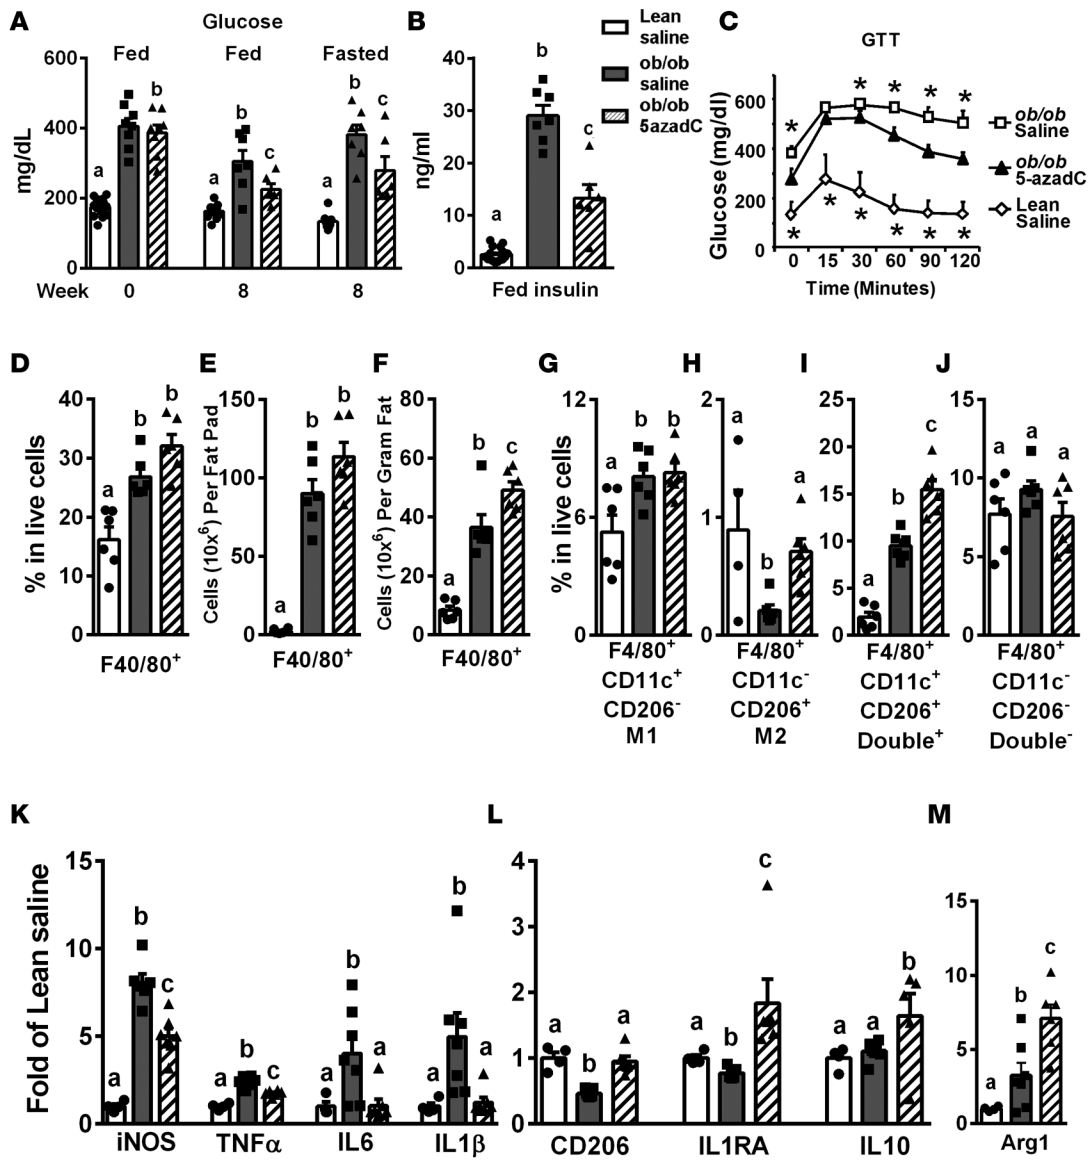 A
Glucose
Fed
Fed
Fasted
mg/dL
600
400
200
0
a
b
b
a
b
c
a
b
c
Week
0
8
8
B
ng/ml
40
30
20
10
0
a
b
c
Fed insulin
Lean
saline
ob/ob
saline
ob/ob
5azadC
C
GTT
Glucose (mg/dl)
600
400
200
0
*
*
*
*
*
*
*
*
*
*
*
0
15
30
60
90
120
Time (Minutes)
ob/ob
Saline
ob/ob
5-azadC
Lean
Saline
D
% in live cells
40
30
20
10
0
a
b
b
F40/80+
E
Cells (10x⁶) Per Fat Pad
150
100
50
0
a
b
b
F40/80+
F
Cells (10x⁶) Per Gram Fat
80
60
40
20
0
a
b
c
F40/80+
G
% in live cells
12
6
0
a
b
b
F4/80+
CD11c+
CD206-
M1
H
2
1
0
a
b
a
F4/80+
CD11c-
CD206+
M2
I
25
20
15
10
5
0
a
b
c
F4/80+
CD11c+
CD206+
Double+
J
15
10
5
0
a
a
a
F4/80+
CD11c-
CD206-
Double-
K
Fold of Lean saline
15
10
5
0
a
b
c
a
b
c
a
b
a
a
b
a
iNOS
TNFα
IL6
IL1β
L
4
3
2
1
0
a
b
a
a
b
c
a
a
b
CD206
IL1RA
IL10
M
15
10
5
0
a
b
c
Arg1